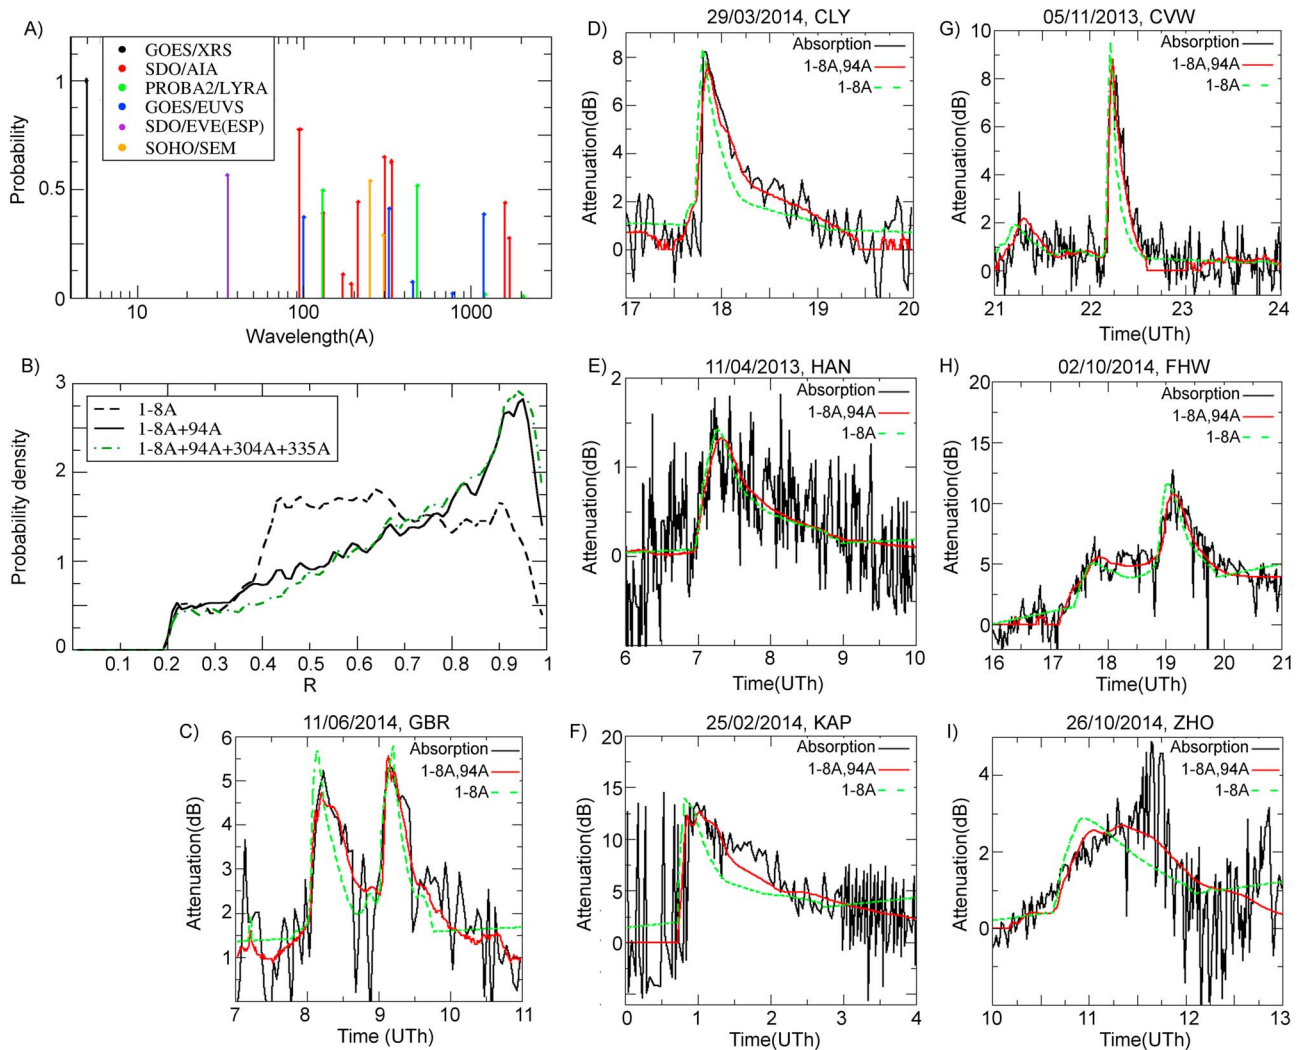 A)
GOES/XRS
SDO/AIA
PROBA2/LYRA
GOES/EUVS
SDO/EVE(ESP)
SOHO/SEM
Probability
1
0.5
0
10 100 1000
Wavelength(A)
B)
1-8A
1-8A+94A
1-8A+94A+304A+335A
Probability density
3
2
1
0
0.1 0.2 0.3 0.4 0.5 0.6 0.7 0.8 0.9 1
R
C)
11/06/2014, GBR
Absorption
1-8A,94A
1-8A
Attenuation(dB)
6
5
4
3
2
1
7 8 9 10 11
Time (UTh)
D)
29/03/2014, CLY
Absorption
1-8A,94A
1-8A
Attenuation(dB)
8
6
4
2
0
17 18 19 20
E)
11/04/2013, HAN
Absorption
1-8A,94A
1-8A
Attenuation(dB)
2
1
0
6 7 8 9 10
Time(UTh)
F)
25/02/2014, KAP
Absorption
1-8A,94A
1-8A
Attenuation(dB)
20
15
10
5
0
0 1 2 3 4
Time(UTh)
G)
05/11/2013, CVW
Absorption
1-8A,94A
1-8A
Attenuation(dB)
10
8
6
4
2
0
21 22 23 24
Time(UTh)
H)
02/10/2014, FHW
Absorption
1-8A,94A
1-8A
Attenuation(dB)
20
15
10
5
0
16 17 18 19 20 21
Time(UTh)
I)
26/10/2014, ZHO
Absorption
1-8A,94A
1-8A
Attenuation(dB)
4
2
0
10 11 12 13
Time(UTh)